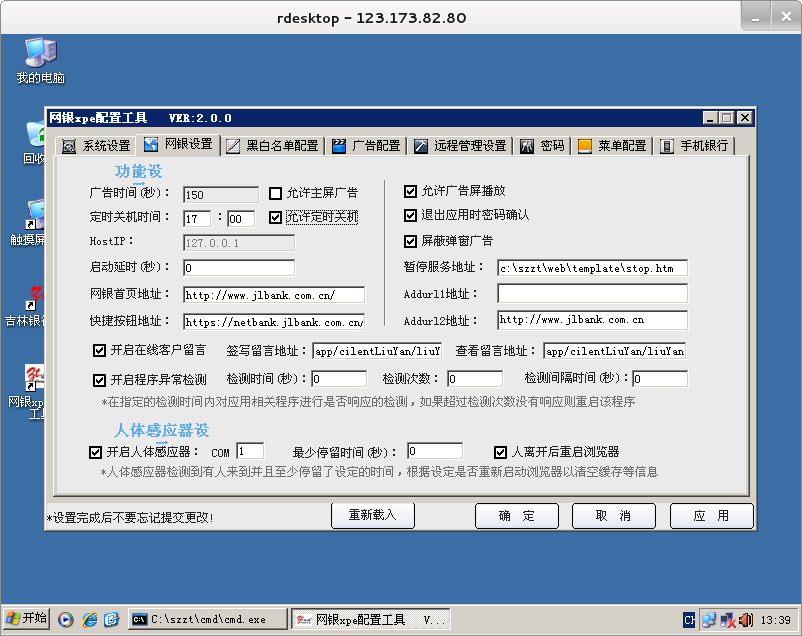 rdesktop - 123.173.82.80
我的电脑
网银xpe配置工具 VER:2.0.0
系统设置 网银设置 黑白名单配置 广告配置 远程管理设置 密码 菜单配置 手机银行
回收
触摸屏
吉林银行
网银xp
工
功能设
广告时间(秒): 150 允许主屏广告
允许广告屏播放
定时关机时间: 17 : 00 允许定时关机
退出应用时密码确认
HostIP: 127.0.0.1
屏蔽弹窗广告
启动延时(秒): 0
暂停服务地址: c:\szzt\web\template\stop.htm
网银首页地址: http://www.jlbank.com.cn/
Addurl1地址:
快捷按钮地址: https://netbank.jlbank.com.cn/
Addurl2地址: http://www.jlbank.com.cn
开启在线客户留言 签写留言地址: app/cilentLiuYan/liuY 查看留言地址: app/cilentLiuYan/liuYan
开启程序异常检测 检测时间(秒): 0 检测次数: 0 检测间隔时间(秒): 0
*在指定的检测时间内对应用相关程序进行是否响应的检测,如果超过检测次数没有响应则重启该程序
人体感应器设
开启人体感应器: COM 1 最少停留时间(秒): 0 人离开后重启浏览器
*人体感应器检测到有人来到并且至少停留了设定的时间,根据设定是否重新启动浏览器以清空缓存等信息
*设置完成后不要忘记提交更改!
重新载入 确 定 取 消 应 用
开始 C:\szzt\cmd\cmd.exe 网银xpe配置工具 V... CH 13:39